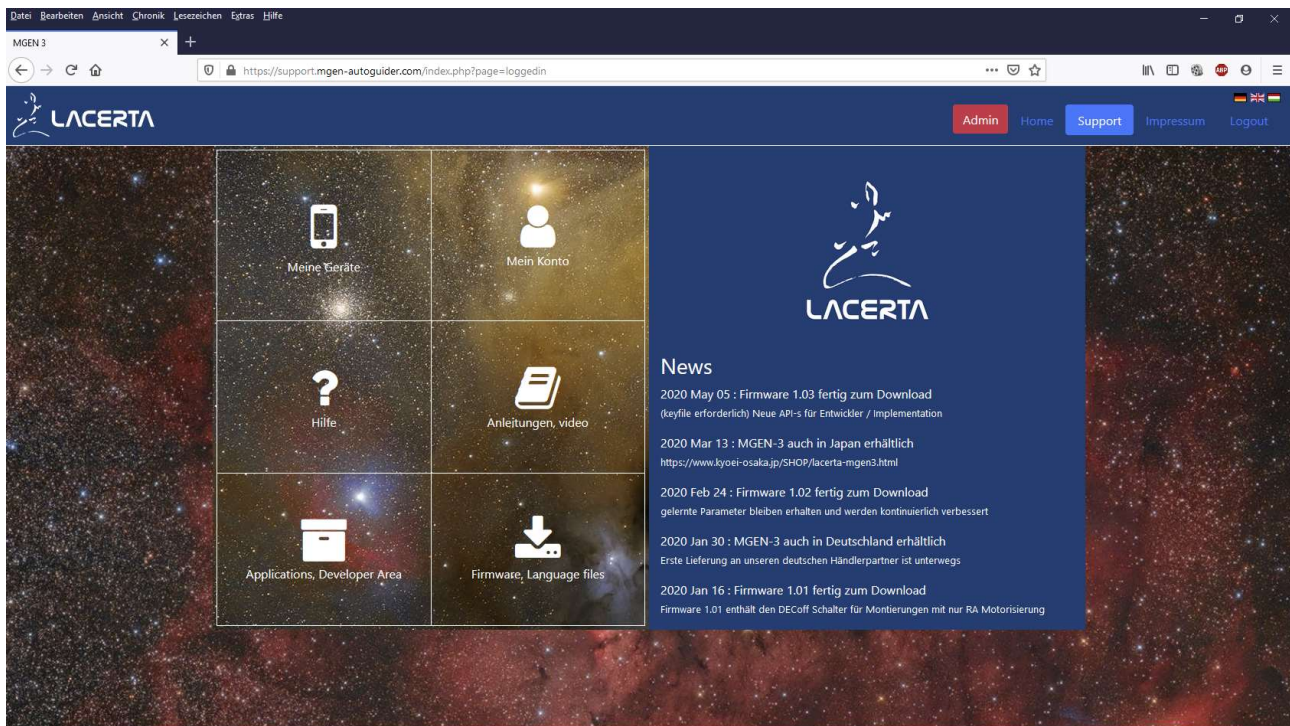 Datei Bearbeiten Ansicht Chronik Lesezeichen Extras Hilfe
MGEN 3
https://support.mgen-autoguider.com/index.php?page=loggedin
ABP
LACERTA
Admin Home Support Impressum Logout
Meine Geräte
Mein Konto
Hilfe
Anleitungen, video
Applications, Developer Area
Firmware, Language files
LACERTA
News
2020 May 05 : Firmware 1.03 fertig zum Download
(keyfile erforderlich) Neue API-s für Entwickler / Implementation
2020 Mar 13 : MGEN-3 auch in Japan erhältlich
https://www.kyoei-osaka.jp/SHOP/lacerta-mgen3.html
2020 Feb 24 : Firmware 1.02 fertig zum Download
gelernte Parameter bleiben erhalten und werden kontinuierlich verbessert
2020 Jan 30 : MGEN-3 auch in Deutschland erhältlich
Erste Lieferung an unseren deutschen Händlerpartner ist unterwegs
2020 Jan 16 : Firmware 1.01 fertig zum Download
Firmware 1.01 enthält den DECoff Schalter für Montierungen mit nur RA Motorisierung